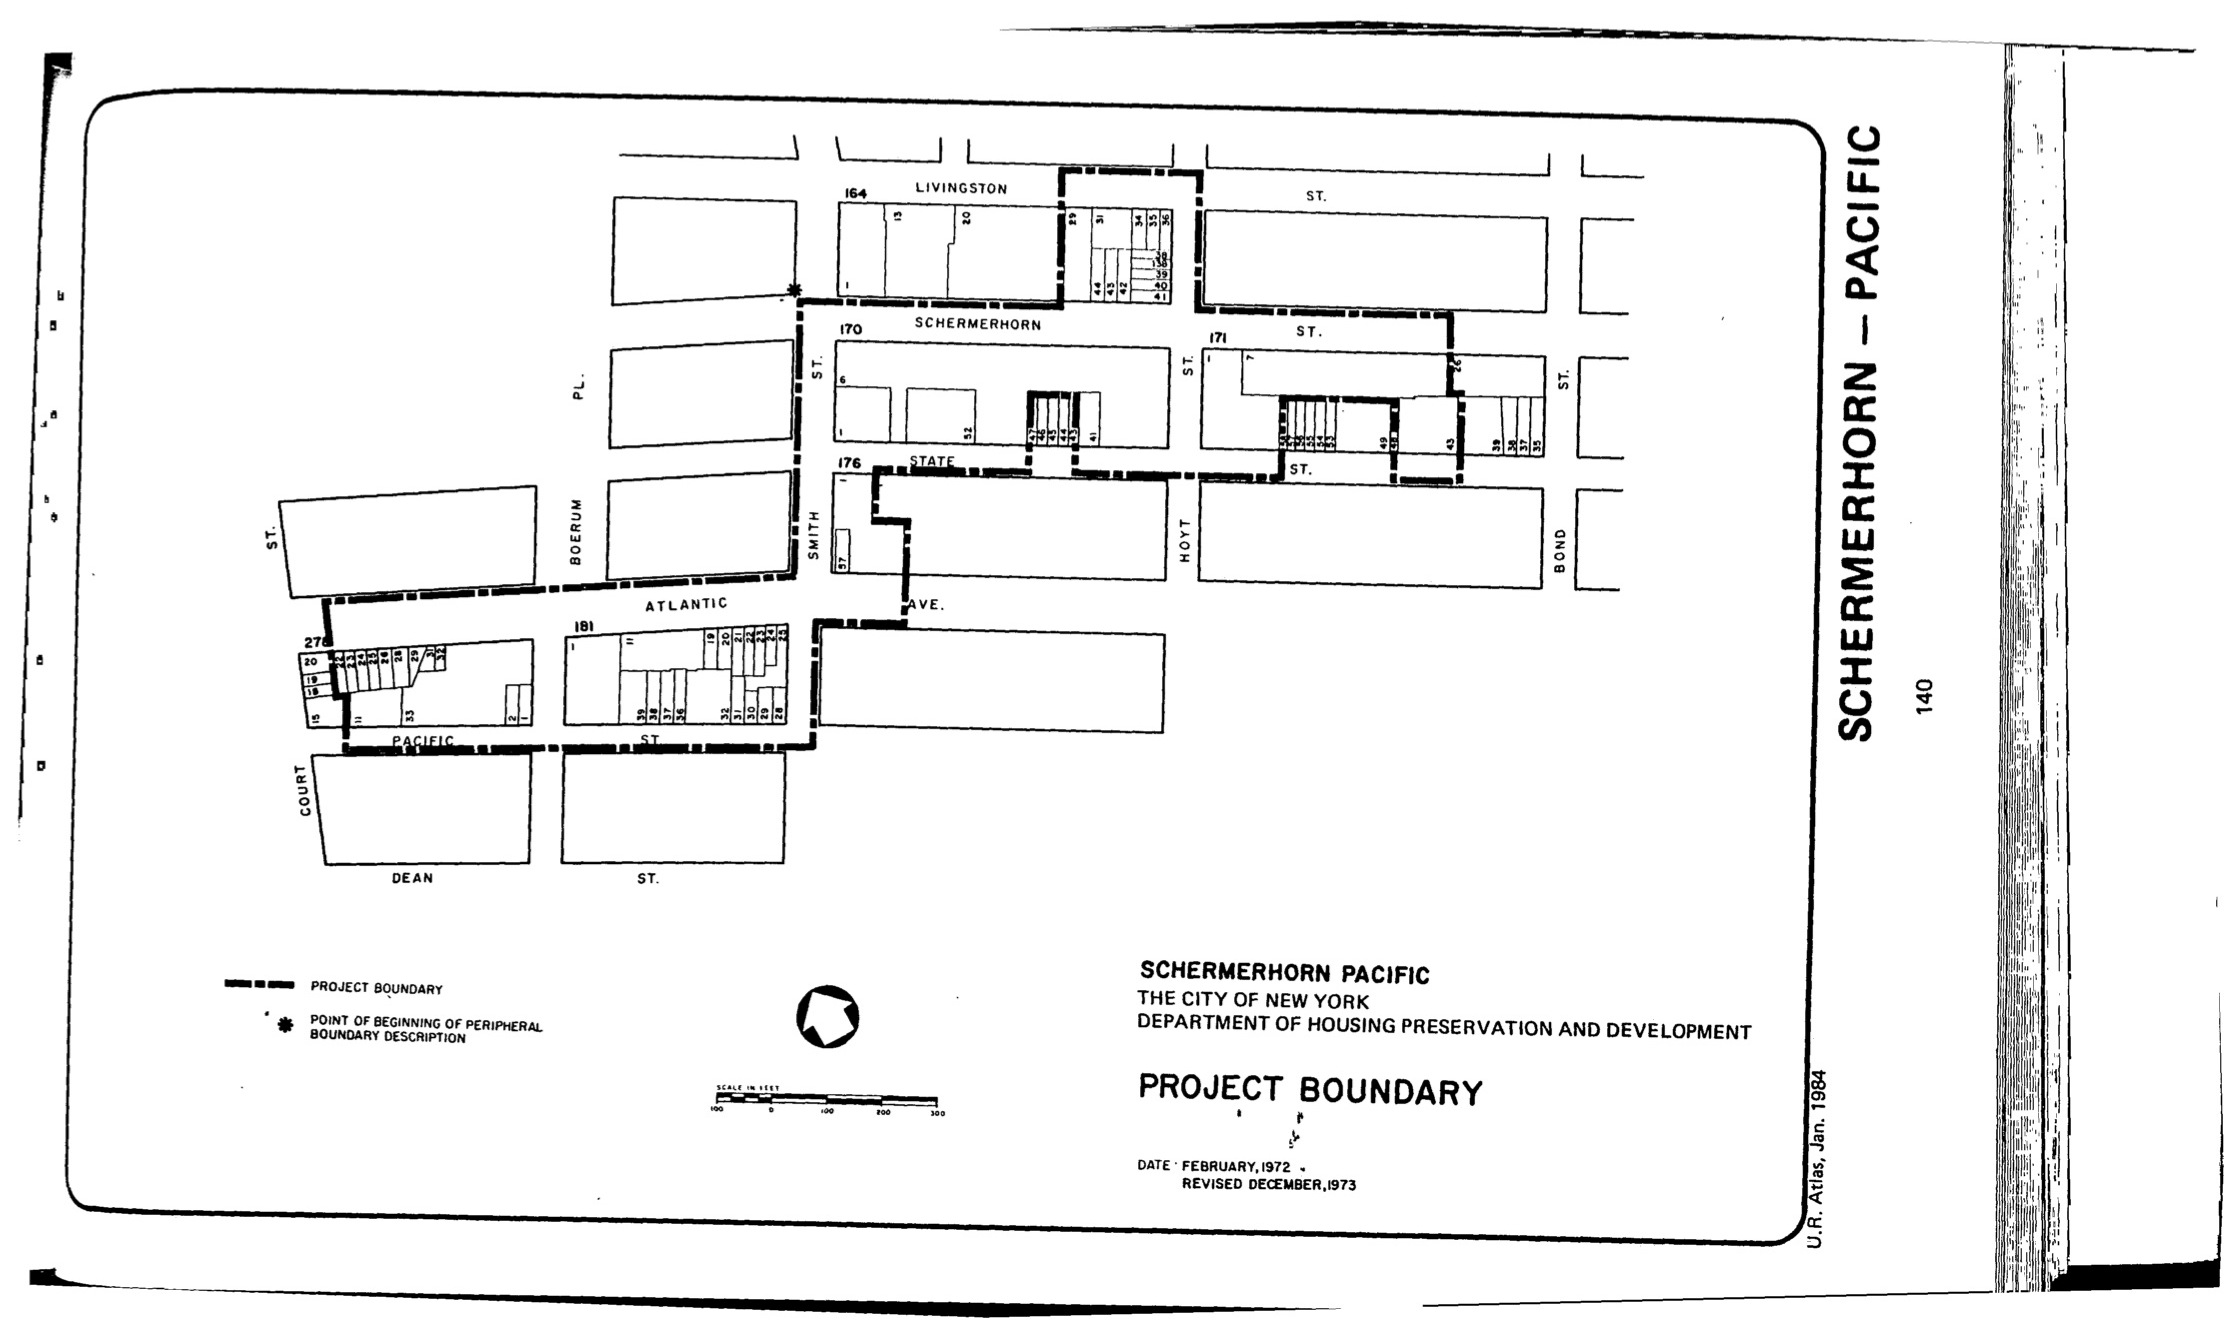 164
LIVINGSTON
ST.
13
20
29
31
34
35
36
1
44
43
42
39
40
41
SCHERMERHORN
ST.
170
171
ST.
ST.
ST.
PL.
6
1
7
26
52
47
46
45
44
43
41
56
55
54
53
49
48
43
39
38
37
35
176
STATE
ST.
1
57
ST.
BOERUM
SMITH
HOYT
BOND
ATLANTIC
AVE.
181
20
19
18
15
22
23
24
25
26
28
29
31
32
11
33
2
1
1
11
19
20
21
22
23
24
25
39
38
37
36
32
31
30
29
28
PACIFIC
ST.
COURT
DEAN
ST.
PROJECT BOUNDARY
POINT OF BEGINNING OF PERIPHERAL
BOUNDARY DESCRIPTION
SCALE IN FEET
100 0 100 200 300
SCHERMERHORN PACIFIC
THE CITY OF NEW YORK
DEPARTMENT OF HOUSING PRESERVATION AND DEVELOPMENT
PROJECT BOUNDARY
DATE: FEBRUARY, 1972
REVISED DECEMBER, 1973
SCHERMERHORN — PACIFIC
140
U.R. Atlas, Jan. 1984